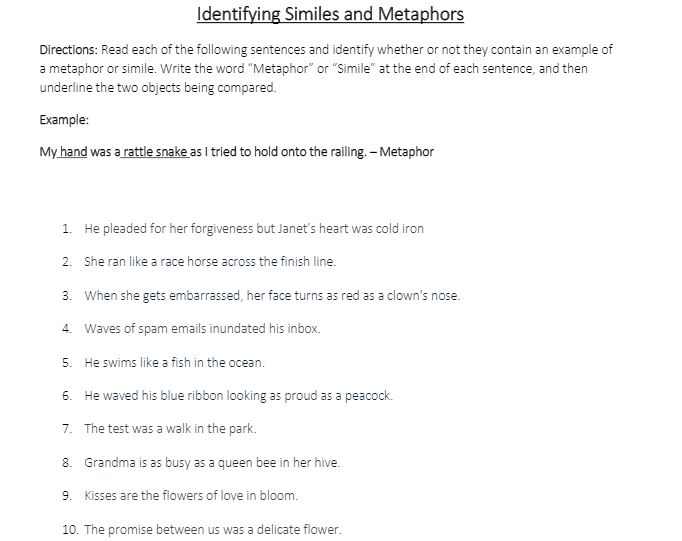 Identifying Similes and Metaphors
Directions: Read each of the following sentences and identify whether or not they contain an example of
a metaphor or simile. Write the word "Metaphor" or "Simile" at the end of each sentence, and then
underline the two objects being compared.
Example:
My hand was a rattle snake as I tried to hold onto the railing. – Metaphor
1. He pleaded for her forgiveness but Janet's heart was cold iron
2. She ran like a race horse across the finish line.
3. When she gets embarrassed, her face turns as red as a clown's nose.
4. Waves of spam emails inundated his inbox.
5. He swims like a fish in the ocean.
6. He waved his blue ribbon looking as proud as a peacock.
7. The test was a walk in the park.
8. Grandma is as busy as a queen bee in her hive.
9. Kisses are the flowers of love in bloom.
10. The promise between us was a delicate flower.